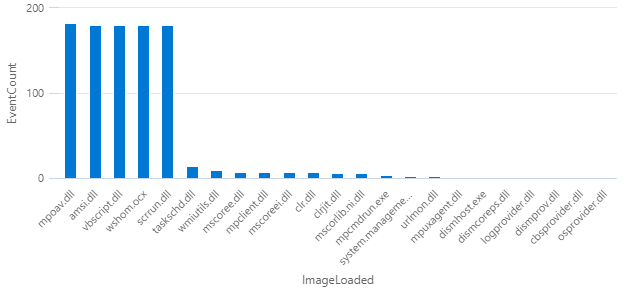 200
EventCount
100
0
mpoav.dll
amsi.dll
vbscript.dll
wshom.ocx
scrrun.dll
taskschd.dll
wmiutils.dll
mscoree.dll
mpclient.dll
mscoreei.dll
clr.dll
clrjit.dll
mscorlib.ni.dll
mpcmdrun.exe
system.manageme...
urlmon.dll
mpuxagent.dll
dismhost.exe
dismcoreps.dll
logprovider.dll
dismprov.dll
cbsprovider.dll
osprovider.dll
ImageLoaded